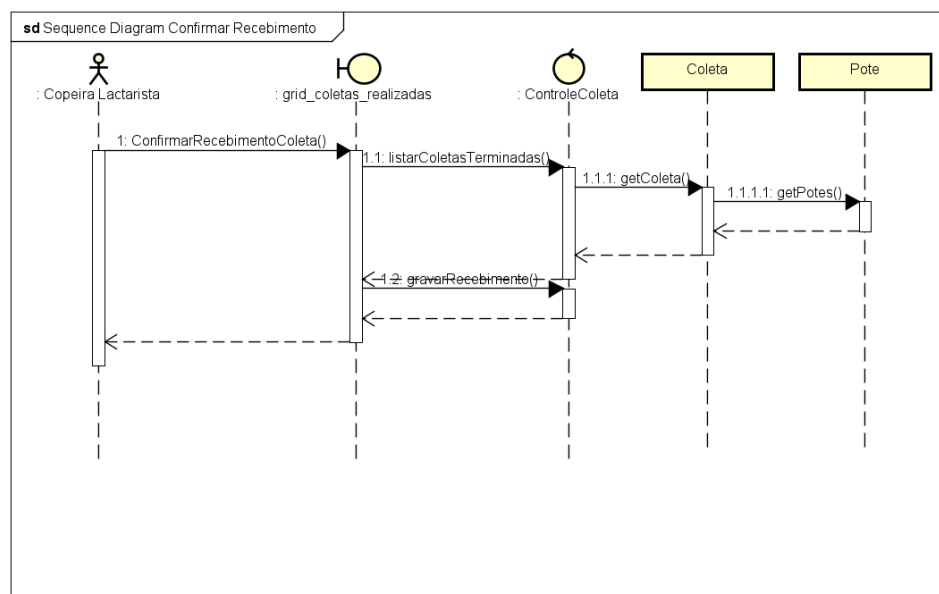 sd Sequence Diagram Confirmar Recebimento
: Copeira Lactarista
: grid_coletas_realizadas
: ControleColeta
Coleta
Pote
1: ConfirmarRecebimentoColeta()
1.1: listarColetasTerminadas()
1.1.1: getColeta()
1.1.1.1: getPotes()
1.2: gravarRecebimento()